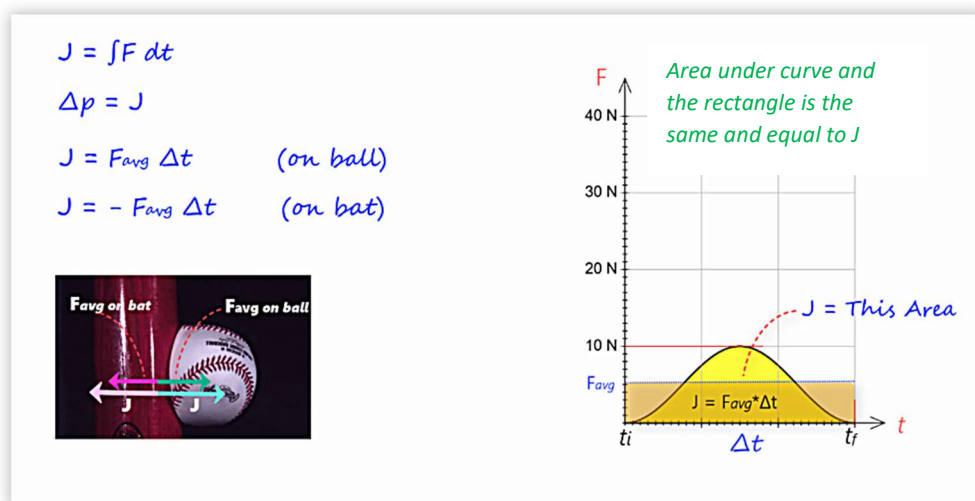 J = ∫F dt
Δp = J
J = Favg Δt (on ball)
J = - Favg Δt (on bat)
Favg on bat
Favg on ball
J
J
F
Area under curve and
the rectangle is the
same and equal to J
40 N
30 N
20 N
10 N
J = This Area
Favg
J = Favg*Δt
ti
Δt
tf
t